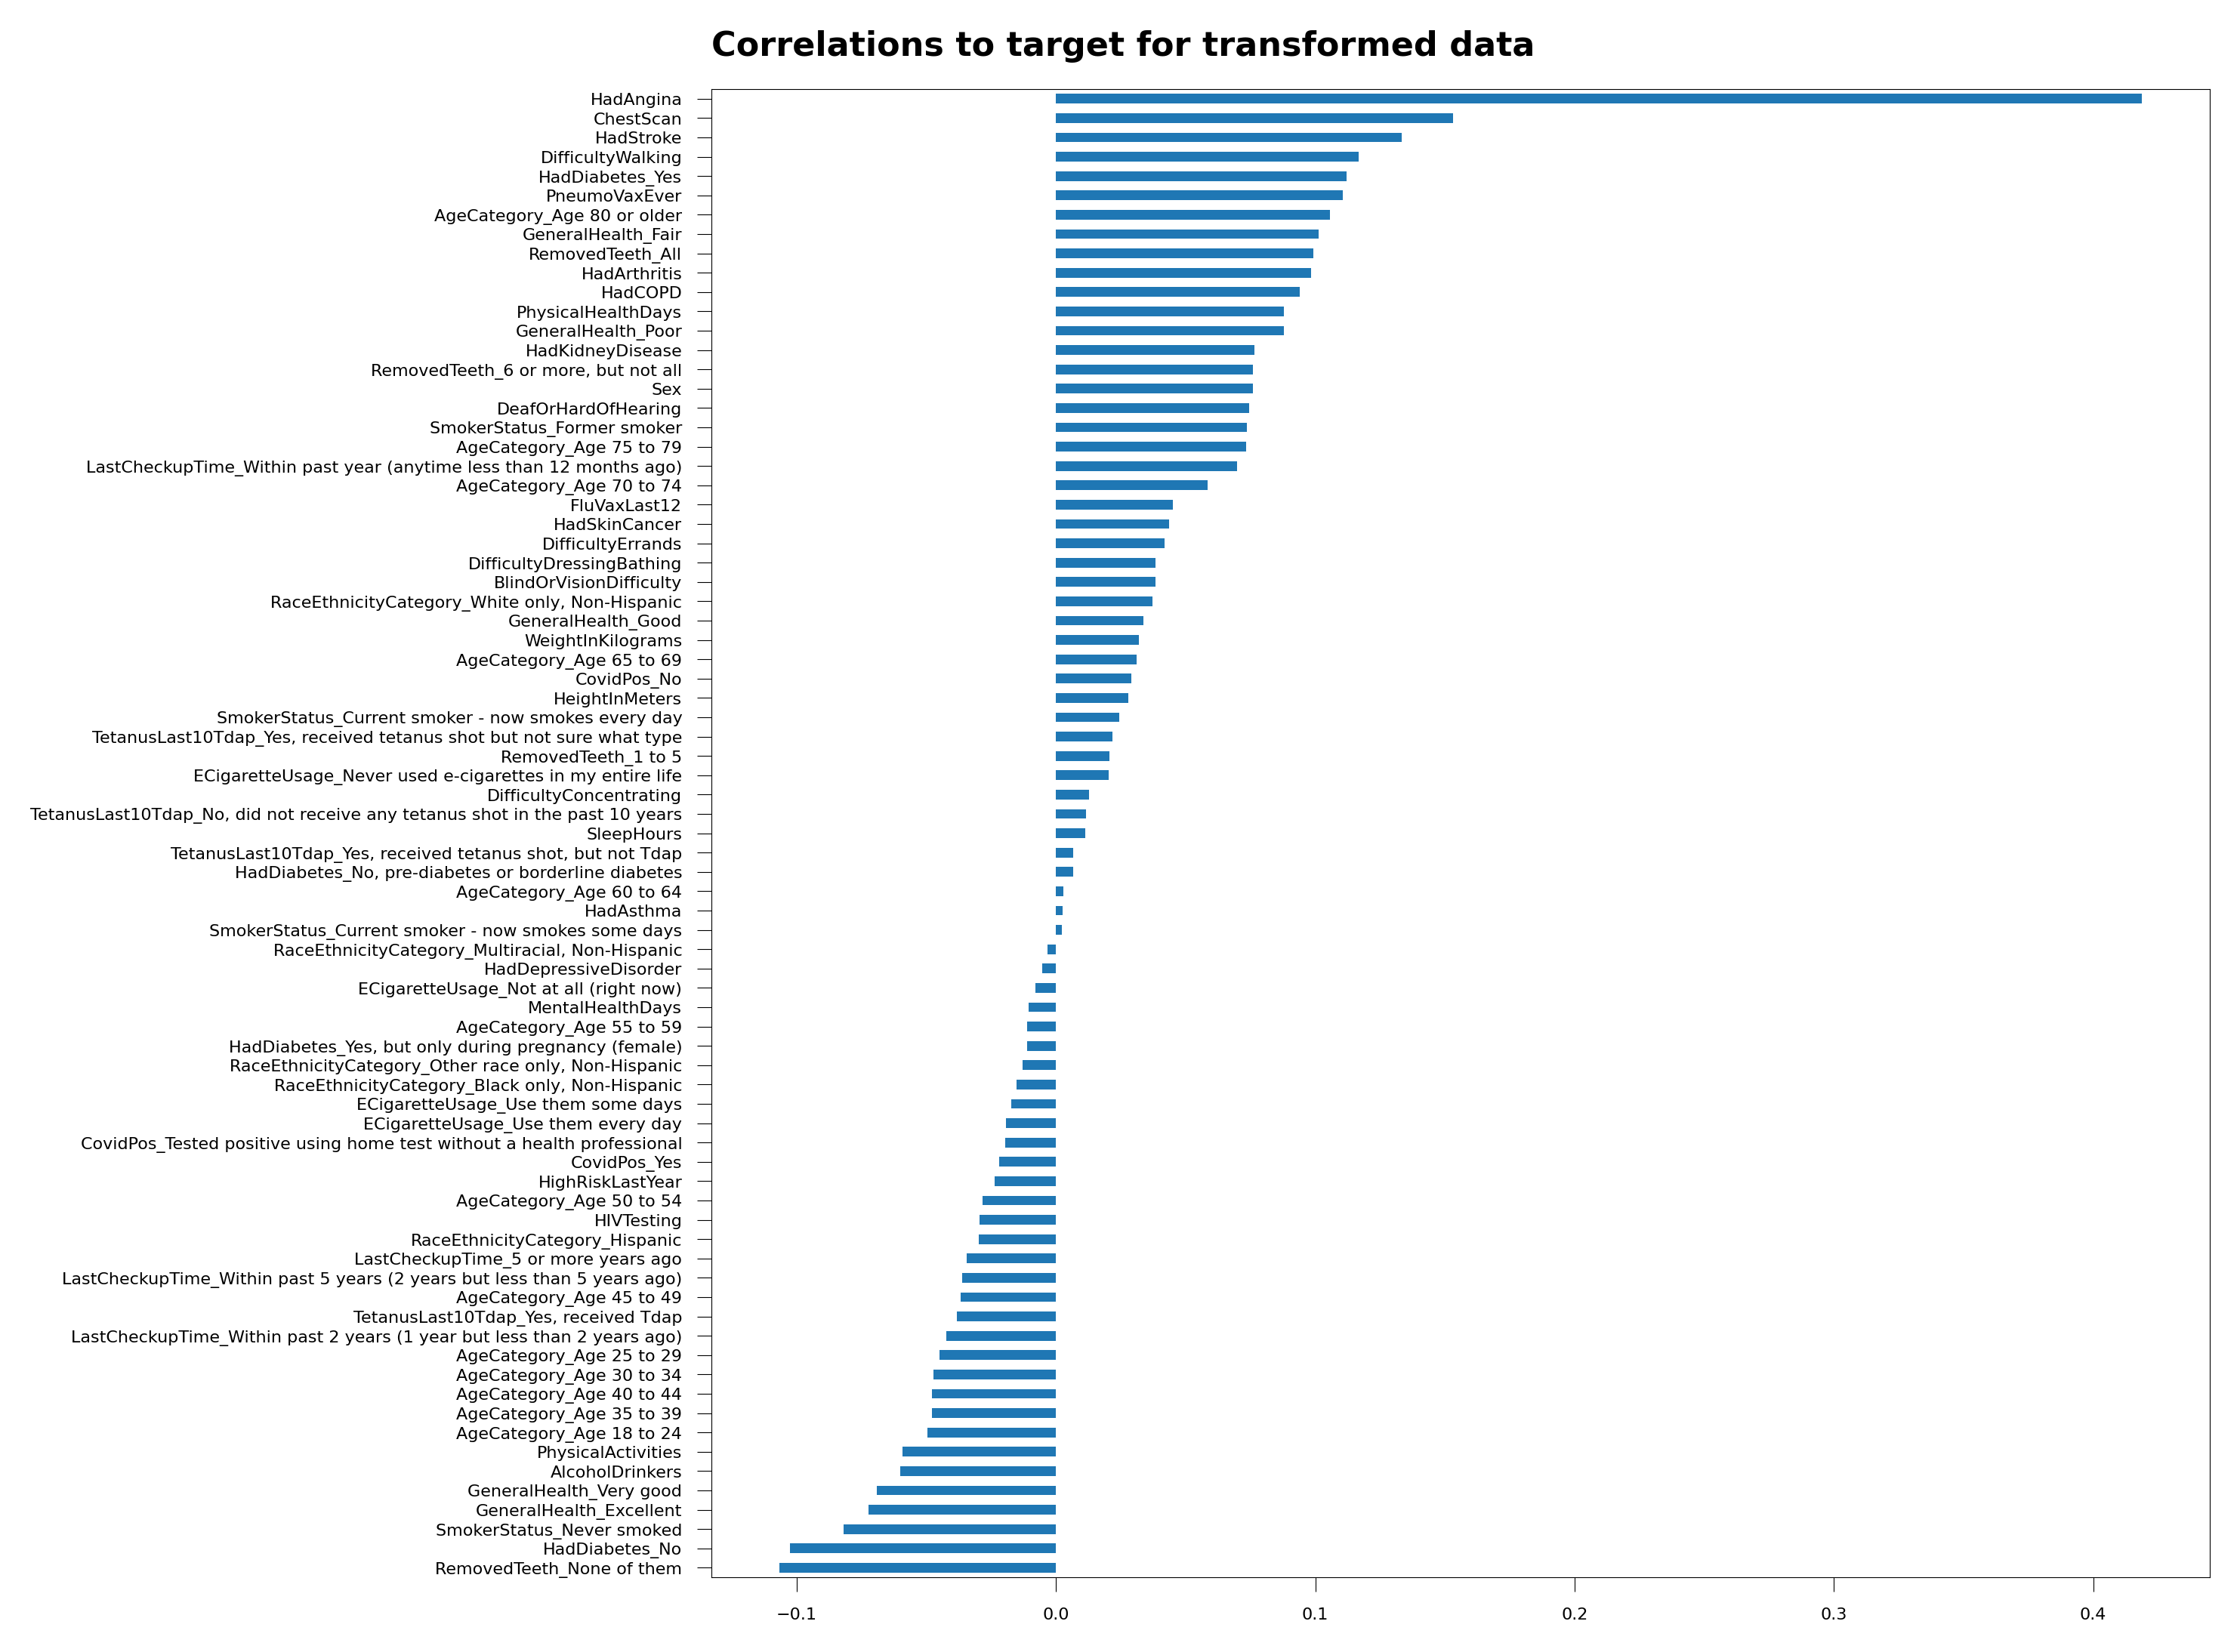 Correlations to target for transformed data
HadAngina
ChestScan
HadStroke
DifficultyWalking
HadDiabetes_Yes
PneumoVaxEver
AgeCategory_Age 80 or older
GeneralHealth_Fair
RemovedTeeth_All
HadArthritis
HadCOPD
PhysicalHealthDays
GeneralHealth_Poor
HadKidneyDisease
RemovedTeeth_6 or more, but not all
Sex
DeafOrHardOfHearing
SmokerStatus_Former smoker
AgeCategory_Age 75 to 79
LastCheckupTime_Within past year (anytime less than 12 months ago)
AgeCategory_Age 70 to 74
FluVaxLast12
HadSkinCancer
DifficultyErrands
DifficultyDressingBathing
BlindOrVisionDifficulty
RaceEthnicityCategory_White only, Non-Hispanic
GeneralHealth_Good
WeightInKilograms
AgeCategory_Age 65 to 69
CovidPos_No
HeightInMeters
SmokerStatus_Current smoker - now smokes every day
TetanusLast10Tdap_Yes, received tetanus shot but not sure what type
RemovedTeeth_1 to 5
ECigaretteUsage_Never used e-cigarettes in my entire life
DifficultyConcentrating
TetanusLast10Tdap_No, did not receive any tetanus shot in the past 10 years
SleepHours
TetanusLast10Tdap_Yes, received tetanus shot, but not Tdap
HadDiabetes_No, pre-diabetes or borderline diabetes
AgeCategory_Age 60 to 64
HadAsthma
SmokerStatus_Current smoker - now smokes some days
RaceEthnicityCategory_Multiracial, Non-Hispanic
HadDepressiveDisorder
ECigaretteUsage_Not at all (right now)
MentalHealthDays
AgeCategory_Age 55 to 59
HadDiabetes_Yes, but only during pregnancy (female)
RaceEthnicityCategory_Other race only, Non-Hispanic
RaceEthnicityCategory_Black only, Non-Hispanic
ECigaretteUsage_Use them some days
ECigaretteUsage_Use them every day
CovidPos_Tested positive using home test without a health professional
CovidPos_Yes
HighRiskLastYear
AgeCategory_Age 50 to 54
HIVTesting
RaceEthnicityCategory_Hispanic
LastCheckupTime_5 or more years ago
LastCheckupTime_Within past 5 years (2 years but less than 5 years ago)
AgeCategory_Age 45 to 49
TetanusLast10Tdap_Yes, received Tdap
LastCheckupTime_Within past 2 years (1 year but less than 2 years ago)
AgeCategory_Age 25 to 29
AgeCategory_Age 30 to 34
AgeCategory_Age 40 to 44
AgeCategory_Age 35 to 39
AgeCategory_Age 18 to 24
PhysicalActivities
AlcoholDrinkers
GeneralHealth_Very good
GeneralHealth_Excellent
SmokerStatus_Never smoked
HadDiabetes_No
RemovedTeeth_None of them
−0.1 0.0 0.1 0.2 0.3 0.4